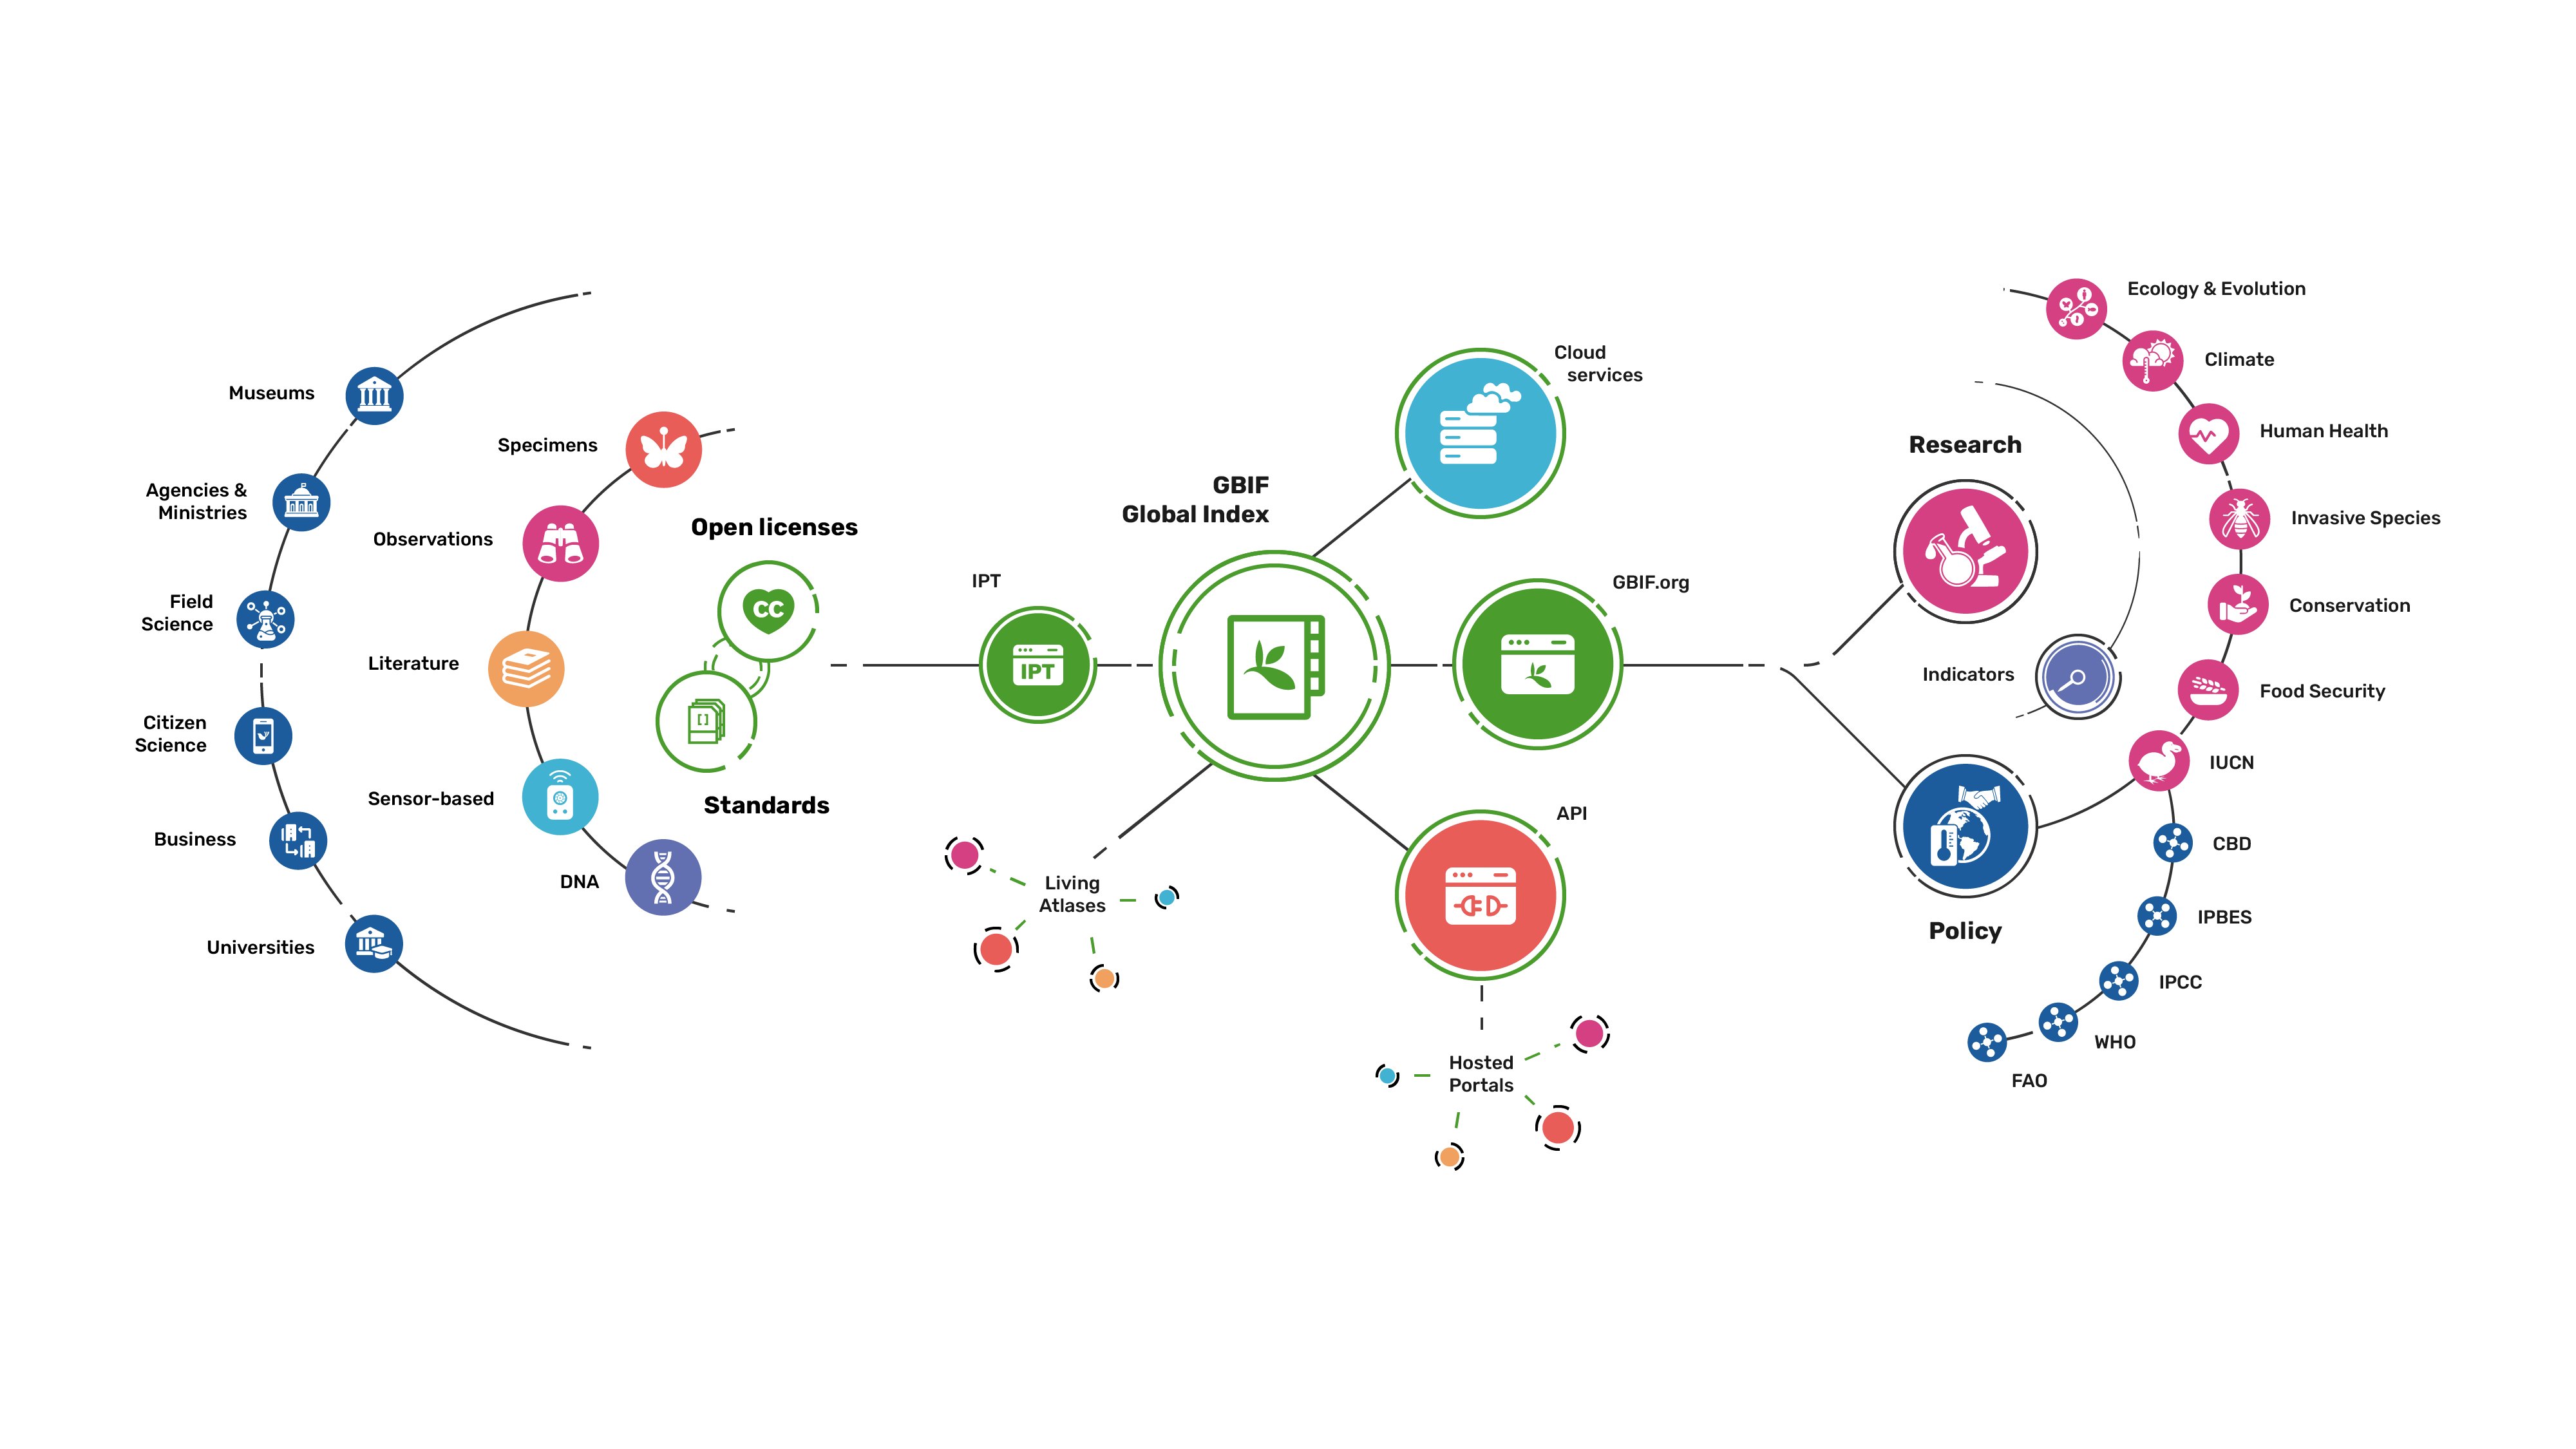 Museums
Agencies &
Ministries
Field
Science
Citizen
Science
Business
Universities
Specimens
Observations
Literature
Sensor-based
DNA
Open licenses
CC
[ ]
Standards
IPT
IPT
GBIF
Global Index
Cloud
services
GBIF.org
API
Living
Atlases
Hosted
Portals
Research
Indicators
Policy
Ecology & Evolution
Climate
Human Health
Invasive Species
Conservation
Food Security
IUCN
CBD
IPBES
IPCC
WHO
FAO